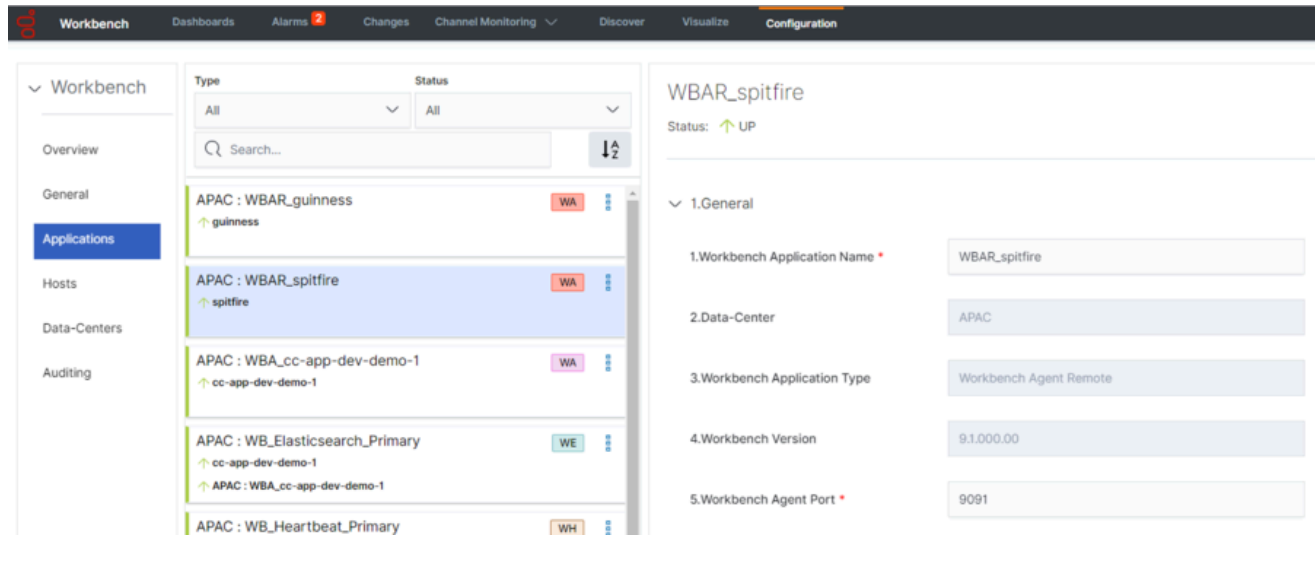 Workbench Dashboards Alarms 2 Changes Channel Monitoring Discover Visualize Configuration
Workbench
Overview
General
Applications
Hosts
Data-Centers
Auditing
Type Status
All All
Search...
A
Z
APAC : WBAR_guinness WA
guinness
APAC : WBAR_spitfire WA
spitfire
APAC : WBA_cc-app-dev-demo-1 WA
cc-app-dev-demo-1
APAC : WB_Elasticsearch_Primary WE
cc-app-dev-demo-1
APAC : WBA_cc-app-dev-demo-1
APAC : WB_Heartbeat_Primary WH
WBAR_spitfire
Status: UP
1.General
1.Workbench Application Name * WBAR_spitfire
2.Data-Center APAC
3.Workbench Application Type Workbench Agent Remote
4.Workbench Version 9.1.000.00
5.Workbench Agent Port * 9091